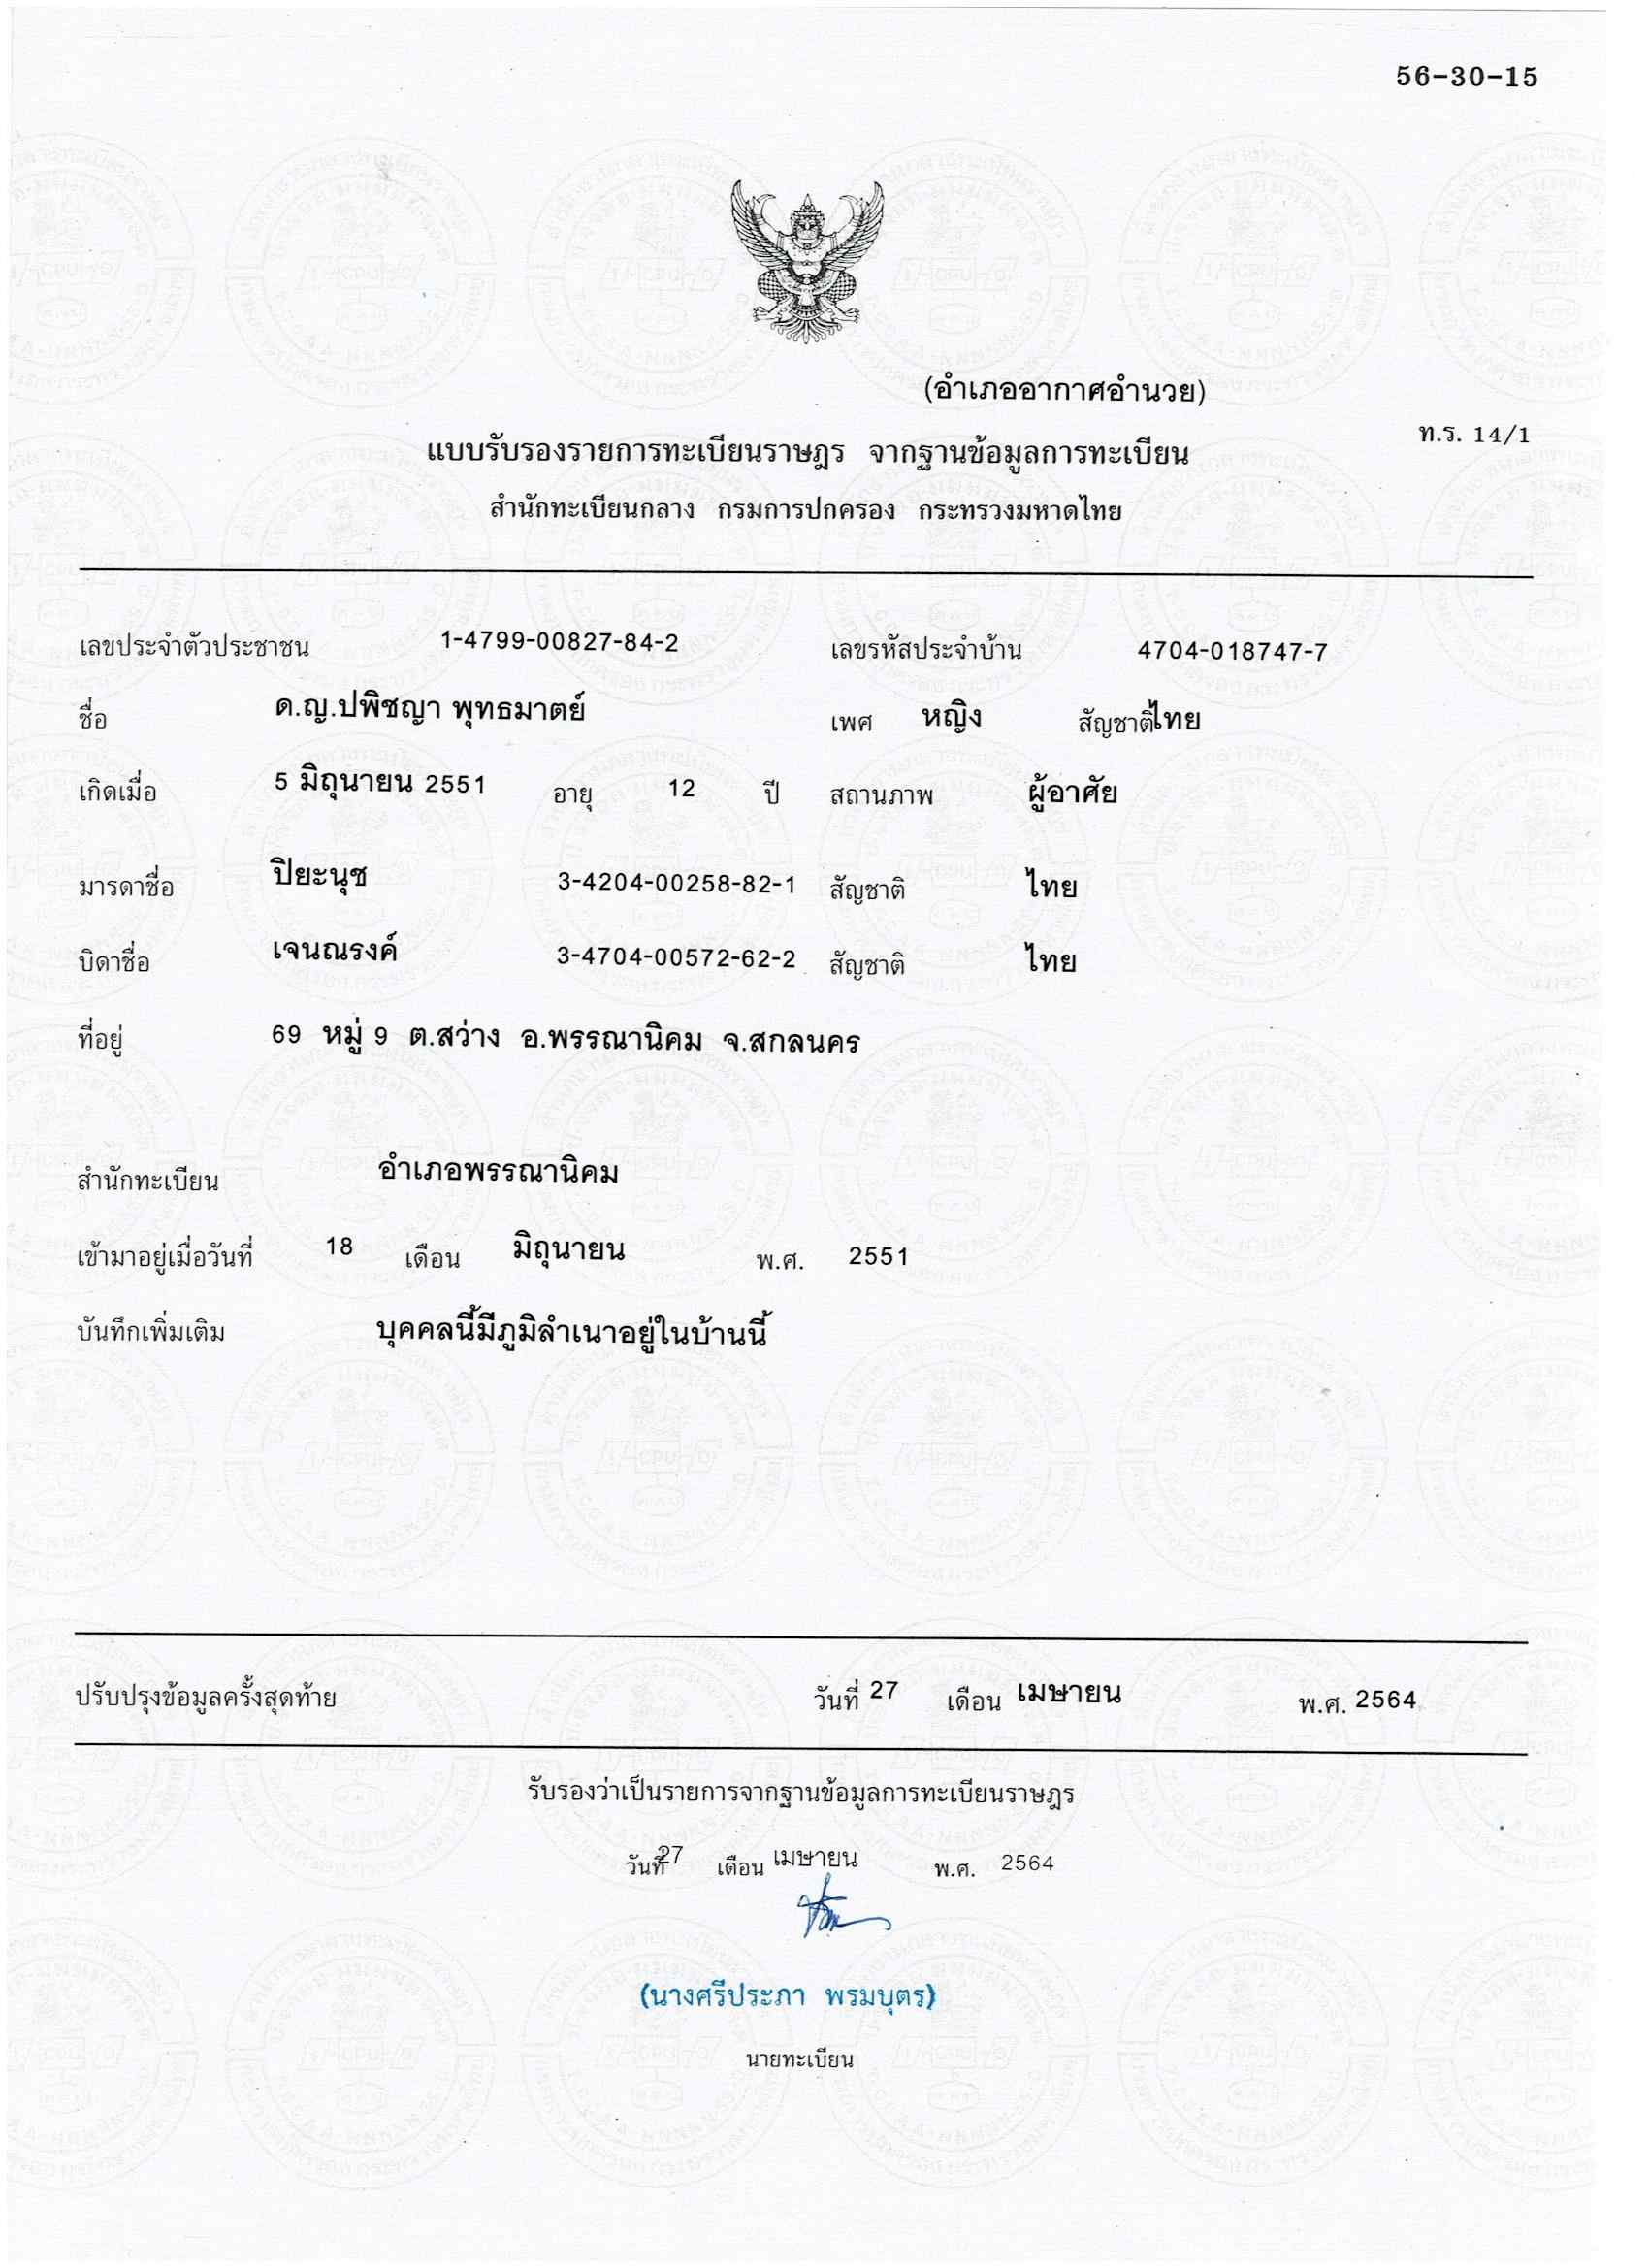 56-30-15
(อำเภออากาศอำนวย)
ท.ร. 14/1
แบบรับรองรายการทะเบียนราษฎร จากฐานข้อมูลการทะเบียน
สำนักทะเบียนกลาง กรมการปกครอง กระทรวงมหาดไทย
เลขประจำตัวประชาชน 1-4799-00827-84-2 เลขรหัสประจำบ้าน 4704-018747-7
ชื่อ ด.ญ.ปพิชญา พุทธมาตย์ เพศ หญิง สัญชาติไทย
เกิดเมื่อ 5 มิถุนายน 2551 อายุ 12 ปี สถานภาพ ผู้อาศัย
มารดาชื่อ ปิยะนุช 3-4204-00258-82-1 สัญชาติ ไทย
บิดาชื่อ เจนณรงค์ 3-4704-00572-62-2 สัญชาติ ไทย
ที่อยู่ 69 หมู่ 9 ต.สว่าง อ.พรรณานิคม จ.สกลนคร
สำนักทะเบียน อำเภอพรรณานิคม
เข้ามาอยู่เมื่อวันที่ 18 เดือน มิถุนายน พ.ศ. 2551
บันทึกเพิ่มเติม บุคคลนี้มีภูมิลำเนาอยู่ในบ้านนี้
ปรับปรุงข้อมูลครั้งสุดท้าย วันที่ 27 เดือน เมษายน พ.ศ. 2564
รับรองว่าเป็นรายการจากฐานข้อมูลการทะเบียนราษฎร
วันที่ 27 เดือน เมษายน พ.ศ. 2564
(นางศรีประภา พรมบุตร)
นายทะเบียน